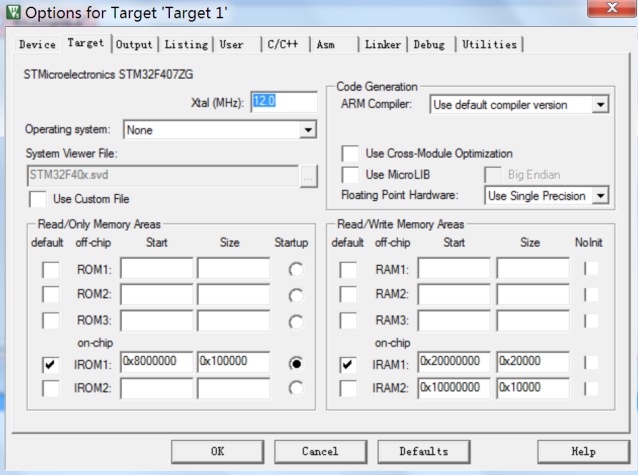 Options for Target 'Target 1'
Device Target Output Listing User C/C++ Asm Linker Debug Utilities
STMicroelectronics STM32F407ZG
Xtal (MHz): 12.0
Operating system: None
System Viewer File:
STM32F40x.svd ...
Use Custom File
Code Generation
ARM Compiler: Use default compiler version
Use Cross-Module Optimization
Use MicroLIB Big Endian
Floating Point Hardware: Use Single Precision
Read/Only Memory Areas
default off-chip Start Size Startup
ROM1:
ROM2:
ROM3:
on-chip
IROM1: 0x8000000 0x100000
IROM2:
Read/Write Memory Areas
default off-chip Start Size NoInit
RAM1:
RAM2:
RAM3:
on-chip
IRAM1: 0x20000000 0x20000
IRAM2: 0x10000000 0x10000
OK Cancel Defaults Help